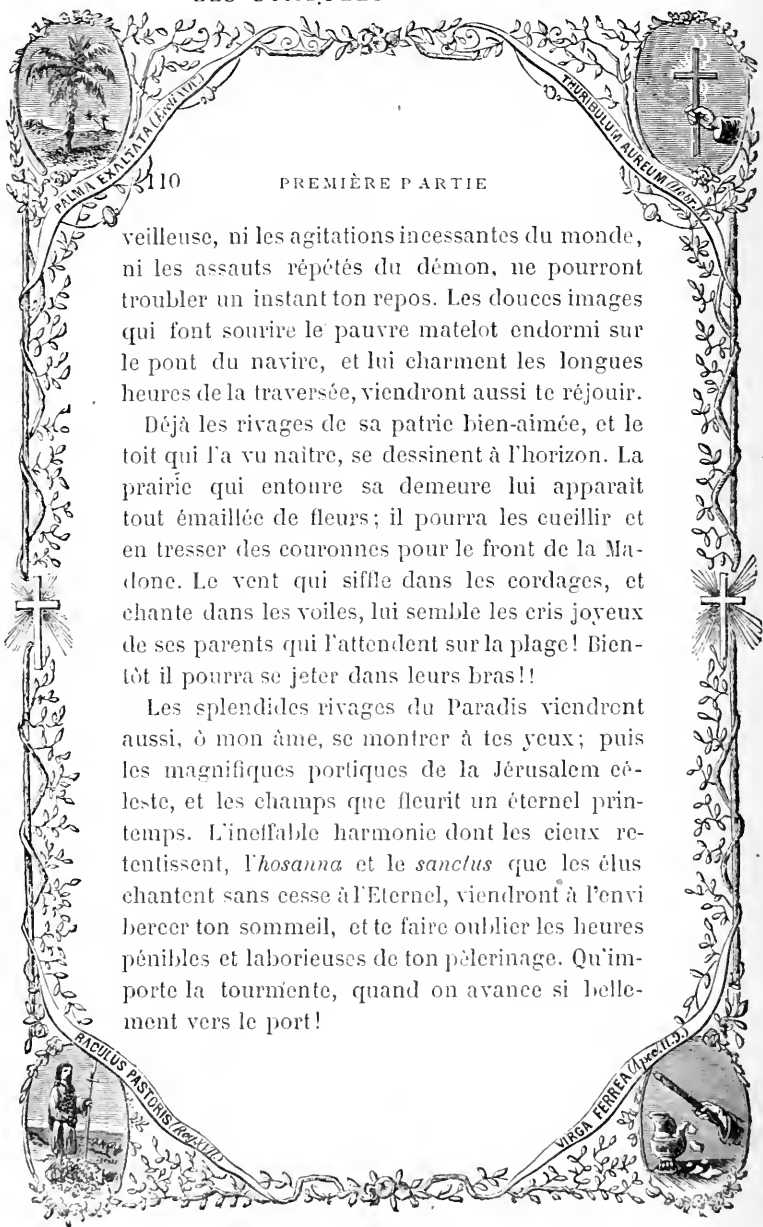 PALMA EXALTATA
THURIBULUM AUREUM
110 PREMIÈRE PARTIE
veilleuse, ni les agitations incessantes du monde,
ni les assauts répétés du démon, ne pourront
troubler un instant ton repos. Les douces images
qui font sourire le pauvre matelot endormi sur
le pont du navire, et lui charment les longues
heures de la traversée, viendront aussi te réjouir.
Déjà les rivages de sa patrie bien-aimée, et le
toit qui l'a vu naître, se dessinent à l'horizon. La
prairie qui entoure sa demeure lui apparaît
tout émaillée de fleurs; il pourra les cueillir et
en tresser des couronnes pour le front de la Ma-
done. Le vent qui siffle dans les cordages, et
chante dans les voiles, lui semble les cris joyeux
de ses parents qui l'attendent sur la plage! Bien-
tôt il pourra se jeter dans leurs bras!!
Les splendides rivages du Paradis viendront
aussi, ô mon âme, se montrer à tes yeux; puis
les magnifiques portiques de la Jérusalem cé-
leste, et les champs que fleurit un éternel prin-
temps. L'ineffable harmonie dont les cieux re-
tentissent, l'hosanna et le sanctus que les élus
chantent sans cesse à l'Eternel, viendront à l'envi
bercer ton sommeil, et te faire oublier les heures
pénibles et laborieuses de ton pèlerinage. Qu'im-
porte la tourmente, quand on avance si belle-
ment vers le port!
BACULUS PASTORIS
VIRGA FERREA (Apoc. II. 9.)